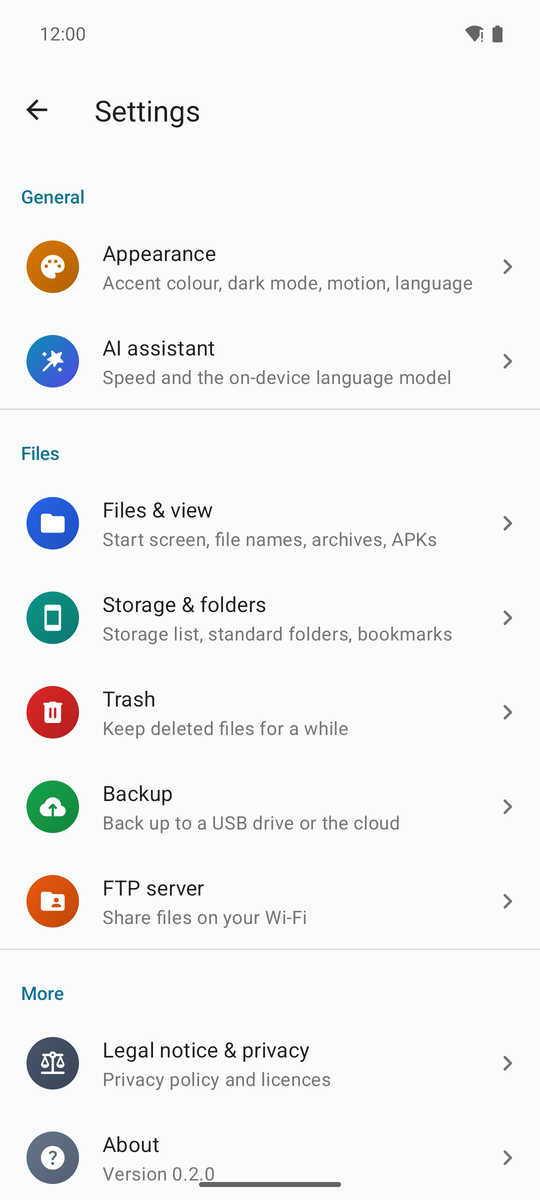 12:00
Settings
General
Appearance
Accent colour, dark mode, motion, language
AI assistant
Speed and the on-device language model
Files
Files & view
Start screen, file names, archives, APKs
Storage & folders
Storage list, standard folders, bookmarks
Trash
Keep deleted files for a while
Backup
Back up to a USB drive or the cloud
FTP server
Share files on your Wi-Fi
More
Legal notice & privacy
Privacy policy and licences
About
Version 0.2.0